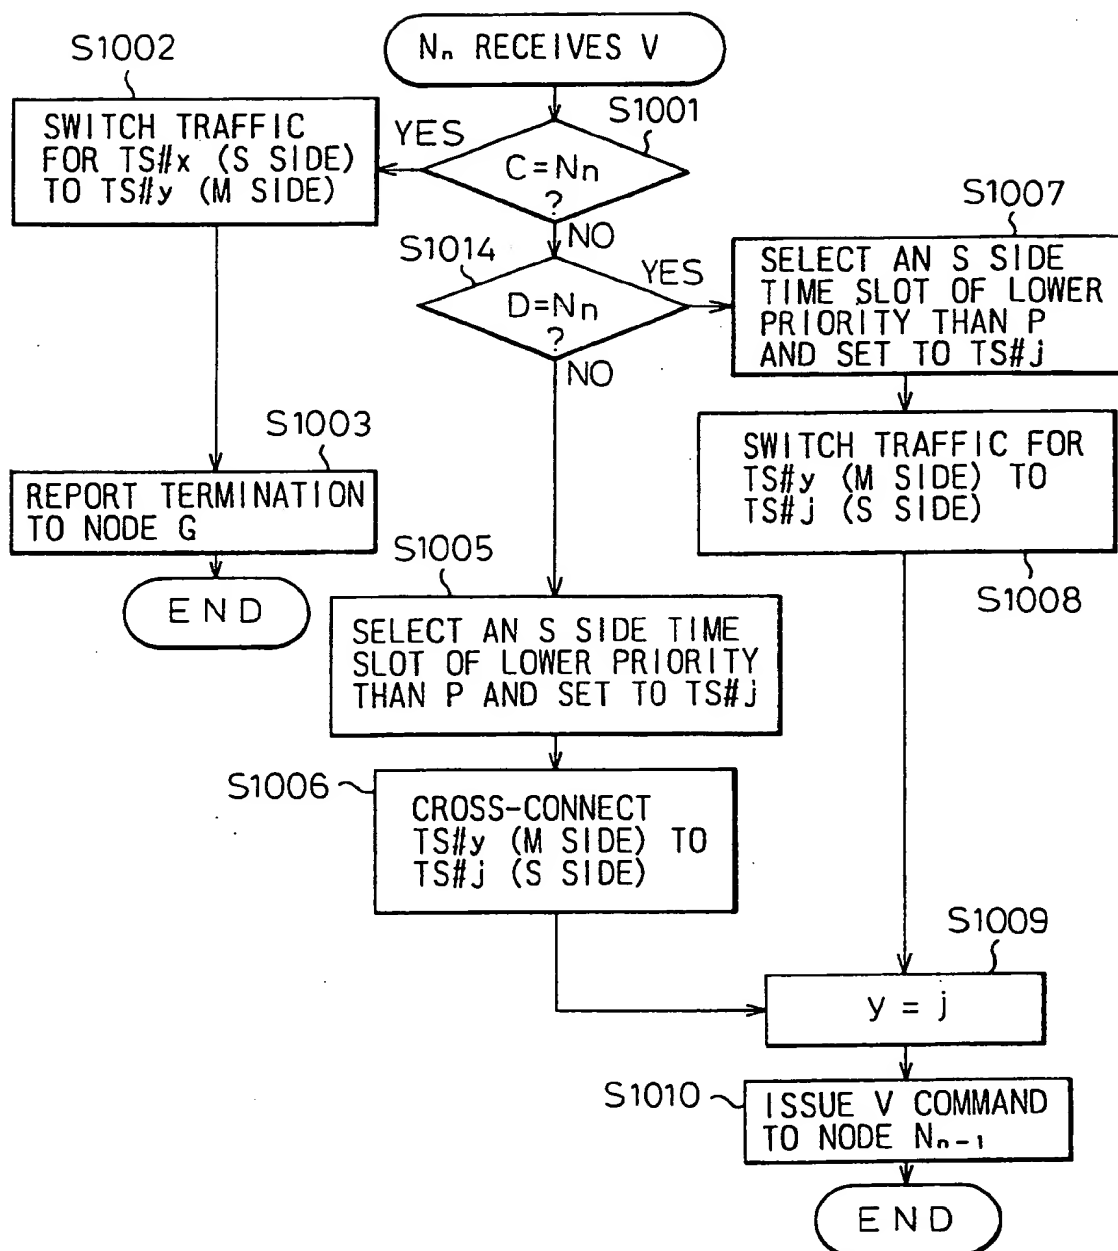 Nn RECEIVES V
S1002
S1001
YES
SWITCH TRAFFIC
FOR TS#x (S SIDE)
TO TS#y (M SIDE)
C=Nn
?
NO
S1014
YES
S1007
D=Nn
?
NO
SELECT AN S SIDE
TIME SLOT OF LOWER
PRIORITY THAN P
AND SET TO TS#j
S1003
REPORT TERMINATION
TO NODE G
END
SWITCH TRAFFIC FOR
TS#y (M SIDE) TO
TS#j (S SIDE)
S1008
S1005
SELECT AN S SIDE TIME
SLOT OF LOWER PRIORITY
THAN P AND SET TO TS#j
S1006
CROSS-CONNECT
TS#y (M SIDE) TO
TS#j (S SIDE)
S1009
y = j
S1010
ISSUE V COMMAND
TO NODE Nn-1
END